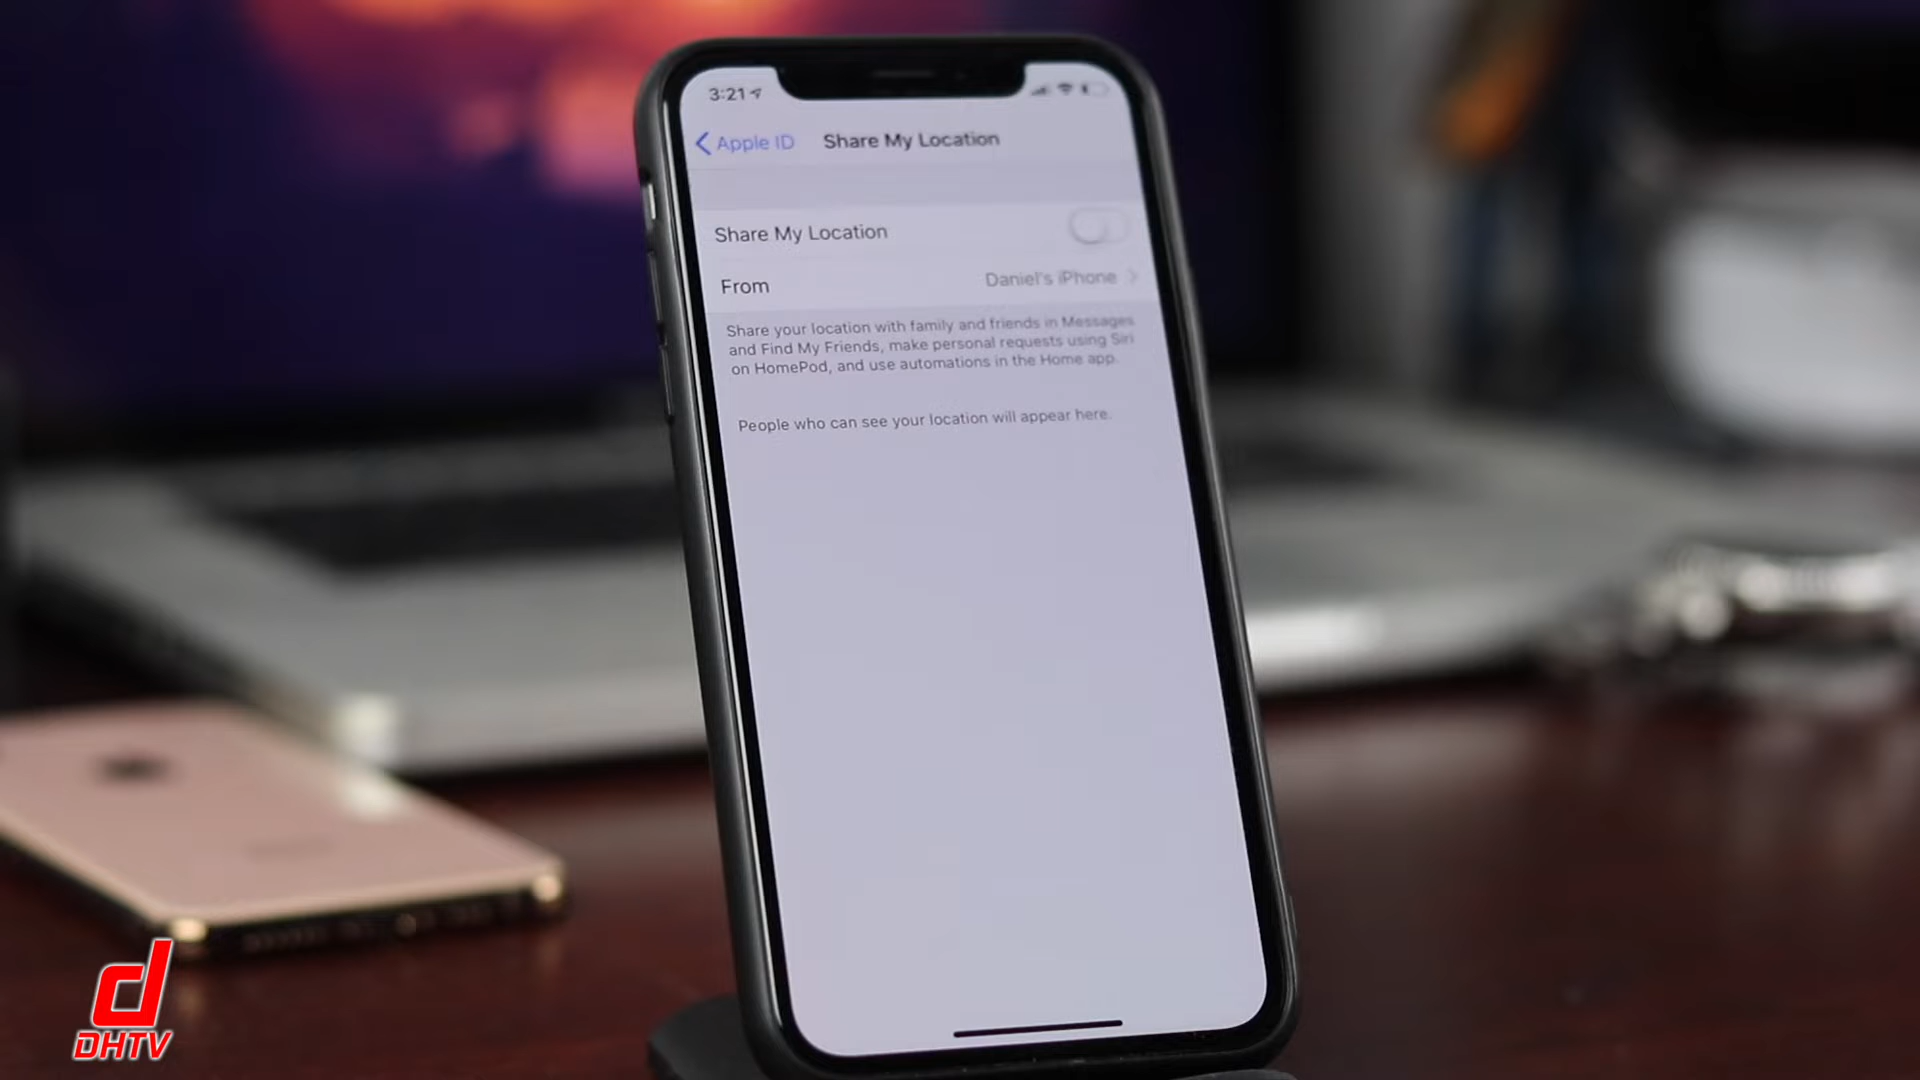 3:21
Apple ID
Share My Location
Share My Location
From
Daniel's iPhone
Share your location with family and friends in Messages
and Find My Friends, make personal requests using Siri
on HomePod, and use automations in the Home app.
People who can see your location will appear here.
d
DHTV